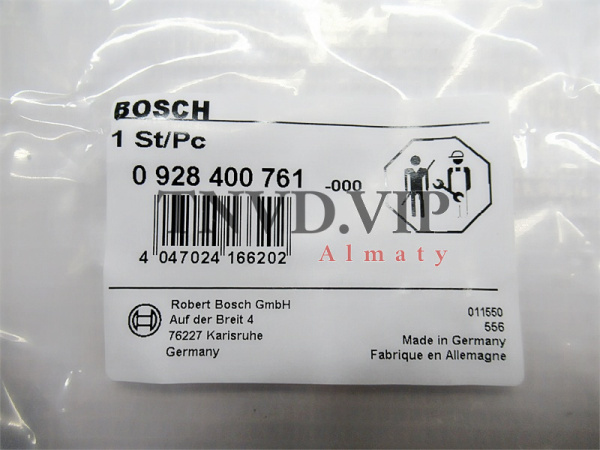 BOSCH
1 St/Pc
0 928 400 761 -000
TNVD.VIP
Almaty
4 047024 166202
Robert Bosch GmbH
Auf der Breit 4
76227 Karlsruhe
Germany
011550
556
Made in Germany
Fabrique en Allemagne